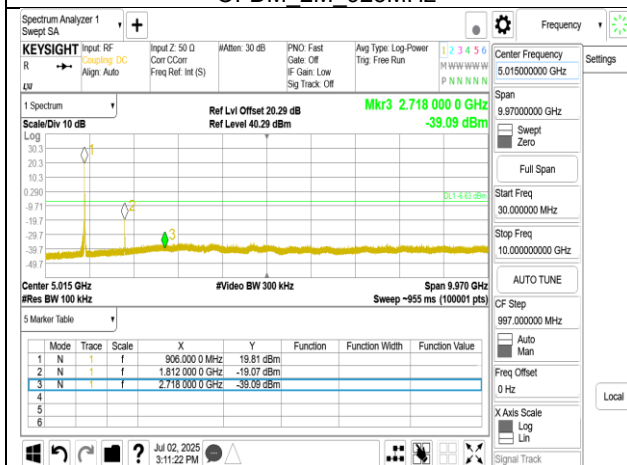 Spectrum Analyzer 1
Swept SA
Frequency
KEYSIGHT
R
Input: RF
Coupling: DC
Align: Auto
Input Z: 50 Ω
Corr CCorr
Freq Ref: Int (S)
#Atten: 30 dB
PNO: Fast
Gate: Off
IF Gain: Low
Sig Track: Off
Avg Type: Log-Power
Trig: Free Run
1 2 3 4 5 6
M W W W W W
P N N N N N
1 Spectrum
Scale/Div 10 dB
Log
Ref Lvl Offset 20.29 dB
Ref Level 40.29 dBm
Mkr3 2.718 000 0 GHz
-39.09 dBm
30.3
20.3
10.3
0.290
-9.71
-19.7
-29.7
-39.7
-49.7
1
2
3
DL1 -6.63 dBm
Center 5.015 GHz
#Res BW 100 kHz
#Video BW 300 kHz
Span 9.970 GHz
Sweep ~955 ms (100001 pts)
5 Marker Table
Mode Trace Scale X Y Function Function Width Function Value
1 N 1 f 906.000 0 MHz 19.81 dBm
2 N 1 f 1.812 000 0 GHz -19.07 dBm
3 N 1 f 2.718 000 0 GHz -39.09 dBm
4
5
6
Jul 02, 2025
3:11:22 PM
Center Frequency
5.015000000 GHz
Settings
Span
9.97000000 GHz
Swept
Zero
Full Span
Start Freq
30.000000 MHz
Stop Freq
10.000000000 GHz
AUTO TUNE
CF Step
997.000000 MHz
Auto
Man
Freq Offset
0 Hz
Local
X Axis Scale
Log
Lin
Signal Track